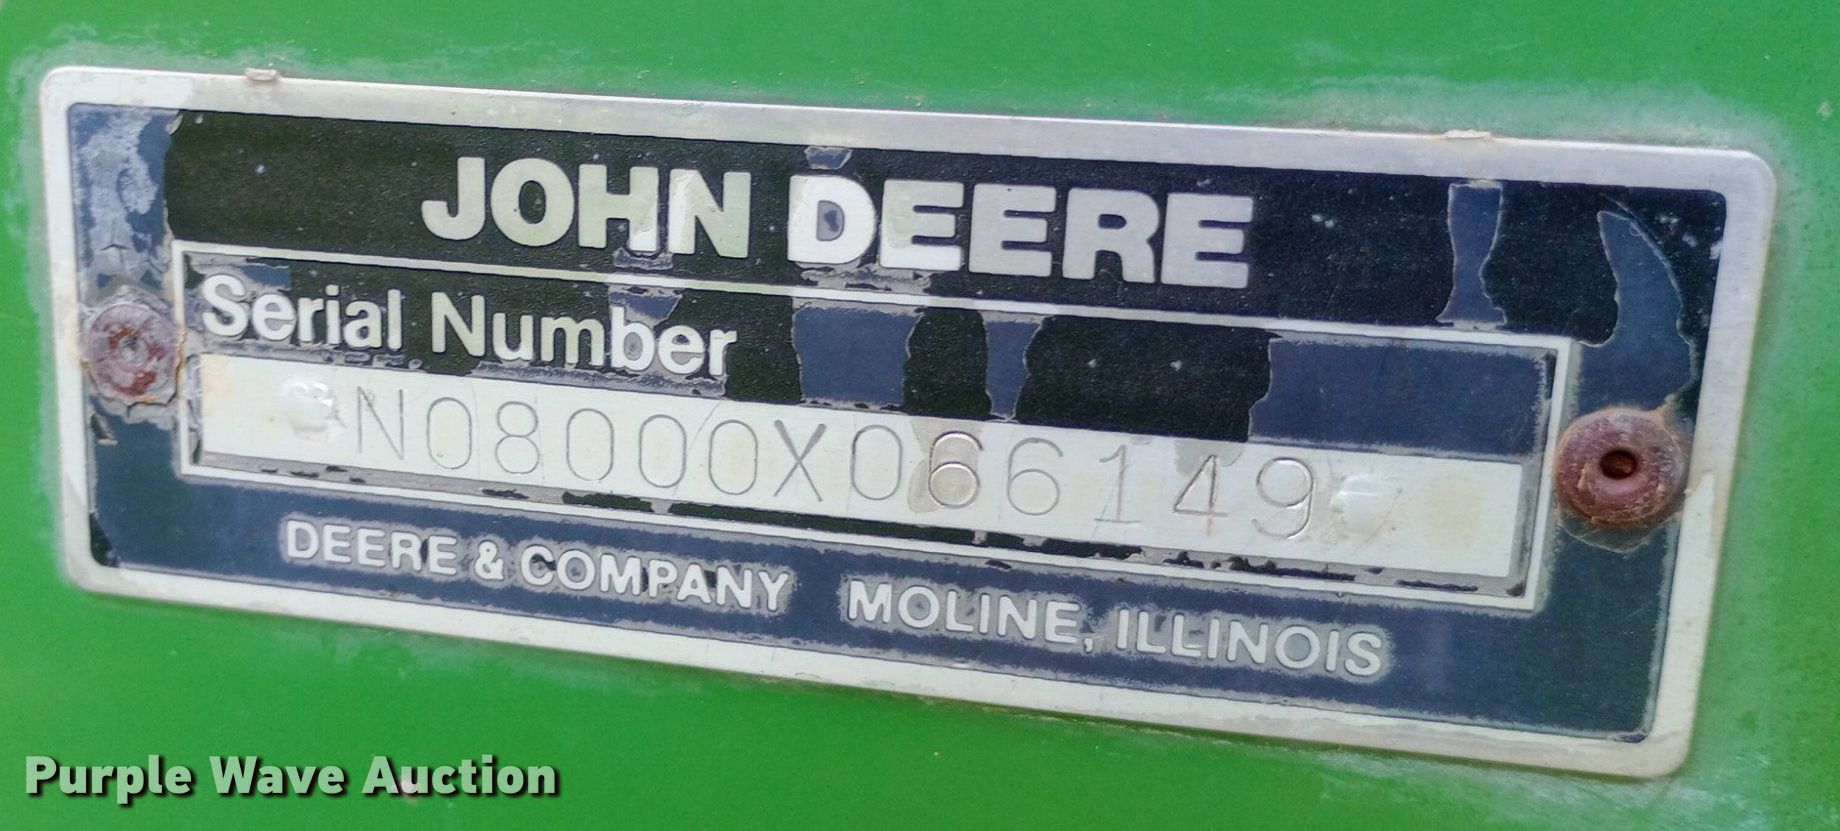 JOHN DEERE
Serial Number
N08000X066149
DEERE & COMPANY MOLINE, ILLINOIS
Purple Wave Auction